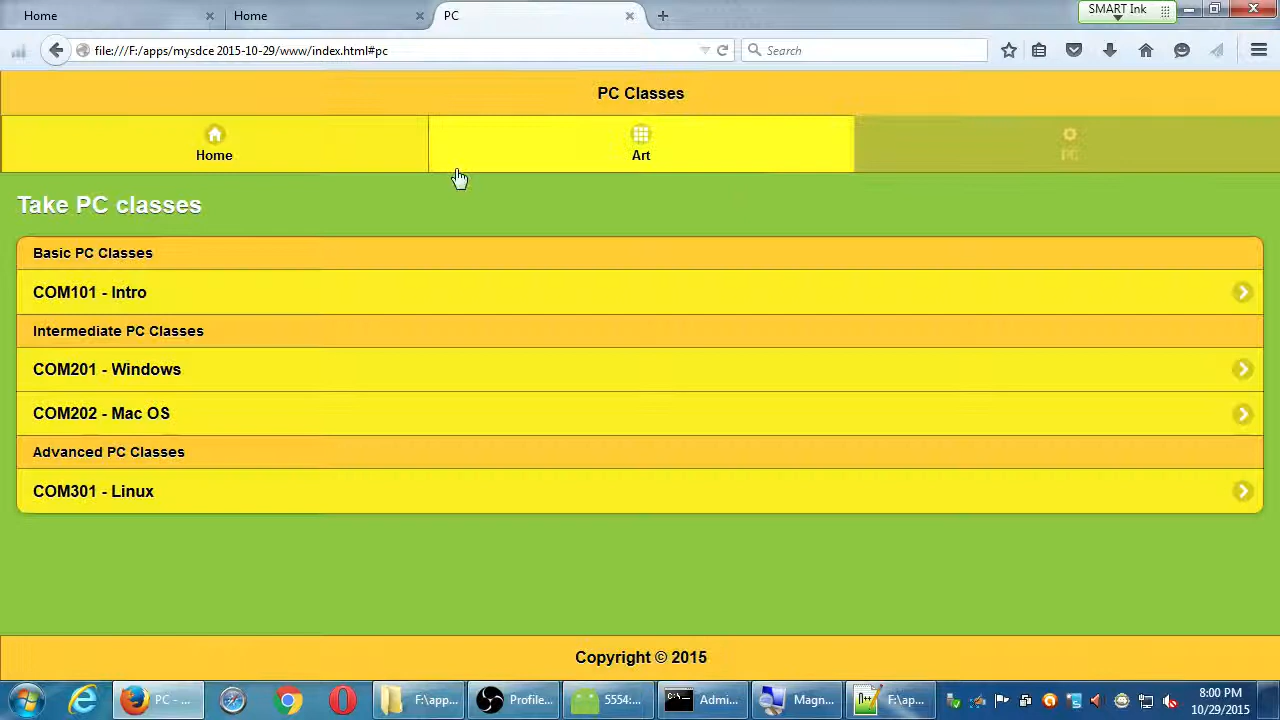 Home
Home
PC
SMART Ink
file:///F:/apps/mysdce 2015-10-29/www/index.html#pc
Search
PC Classes
Home
Art
PC
Take PC classes
Basic PC Classes
COM101 - Intro
Intermediate PC Classes
COM201 - Windows
COM202 - Mac OS
Advanced PC Classes
COM301 - Linux
Copyright © 2015
PC - ...
F:\app...
Profile...
5554:...
Admi...
Magn...
F:\ap...
8:00 PM
10/29/2015